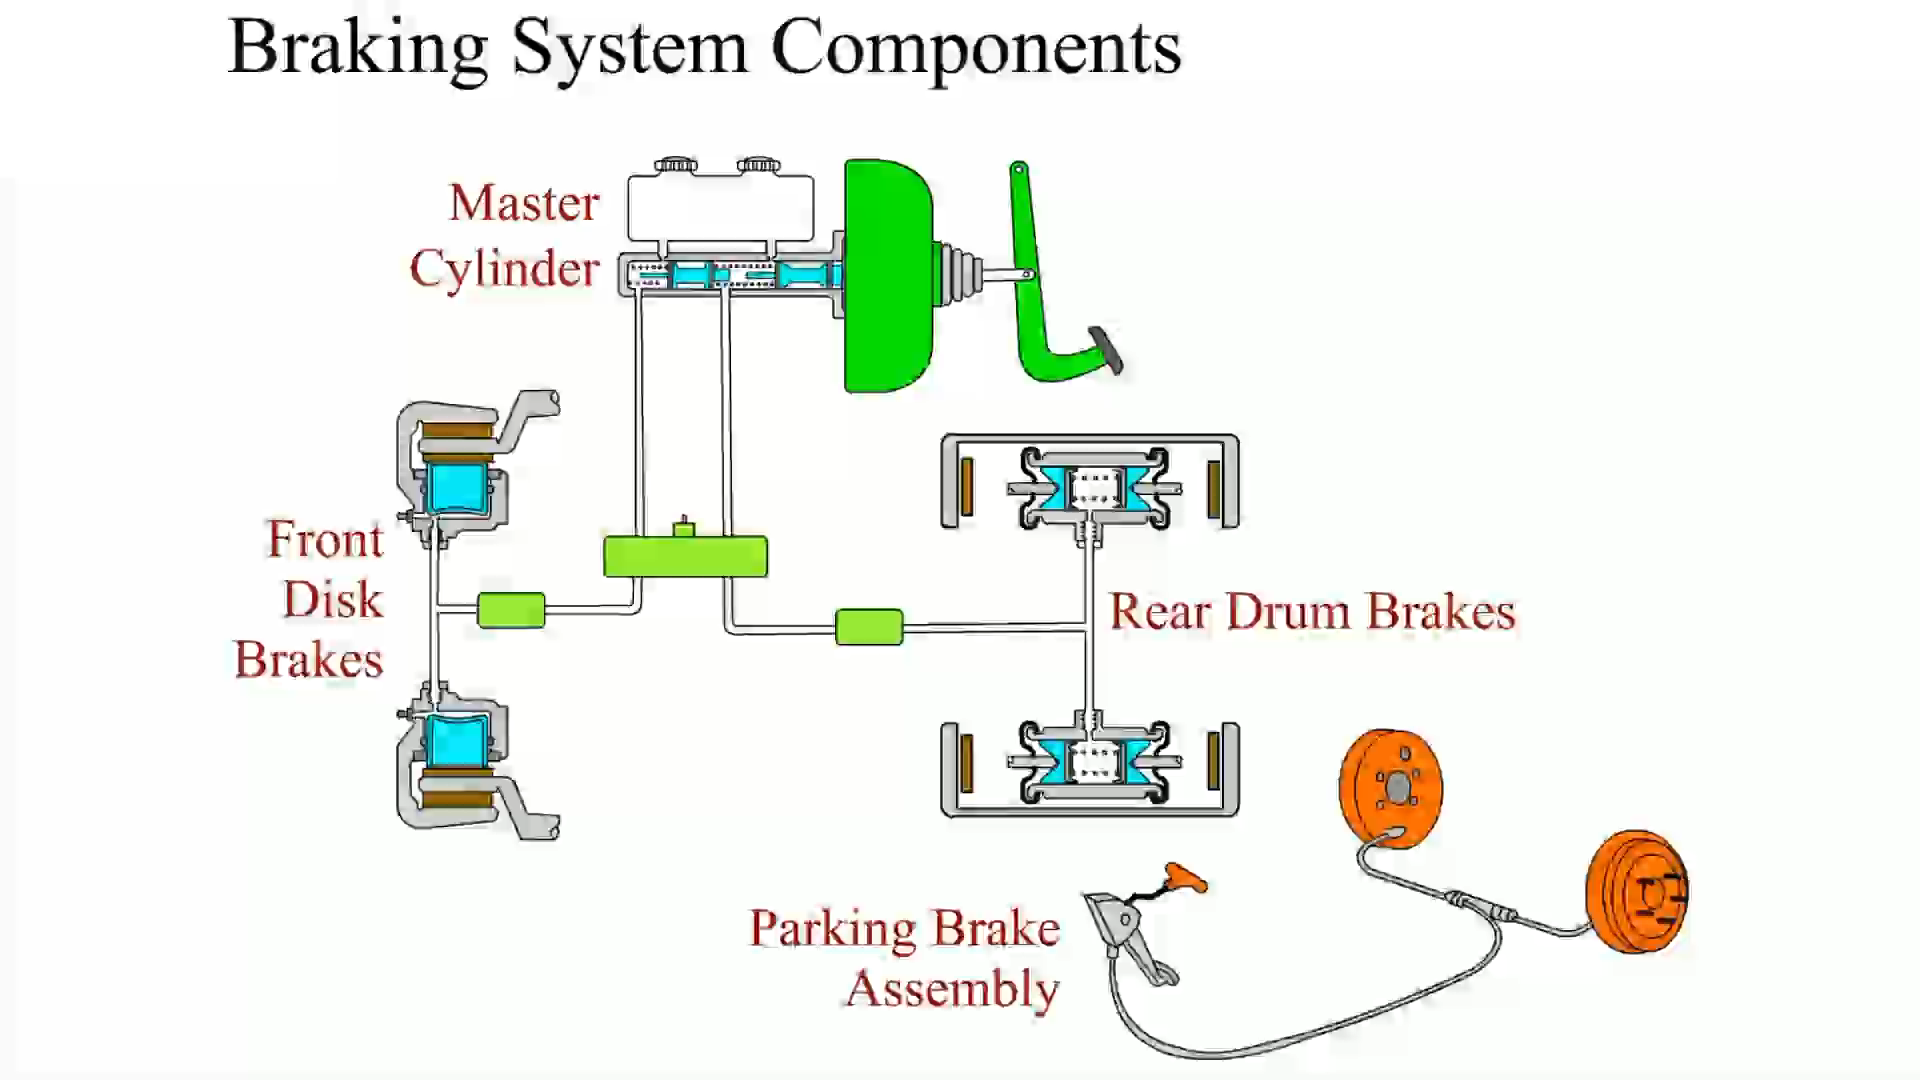 Braking System Components
Master
Cylinder
Front
Disk
Brakes
Rear Drum Brakes
Parking Brake
Assembly